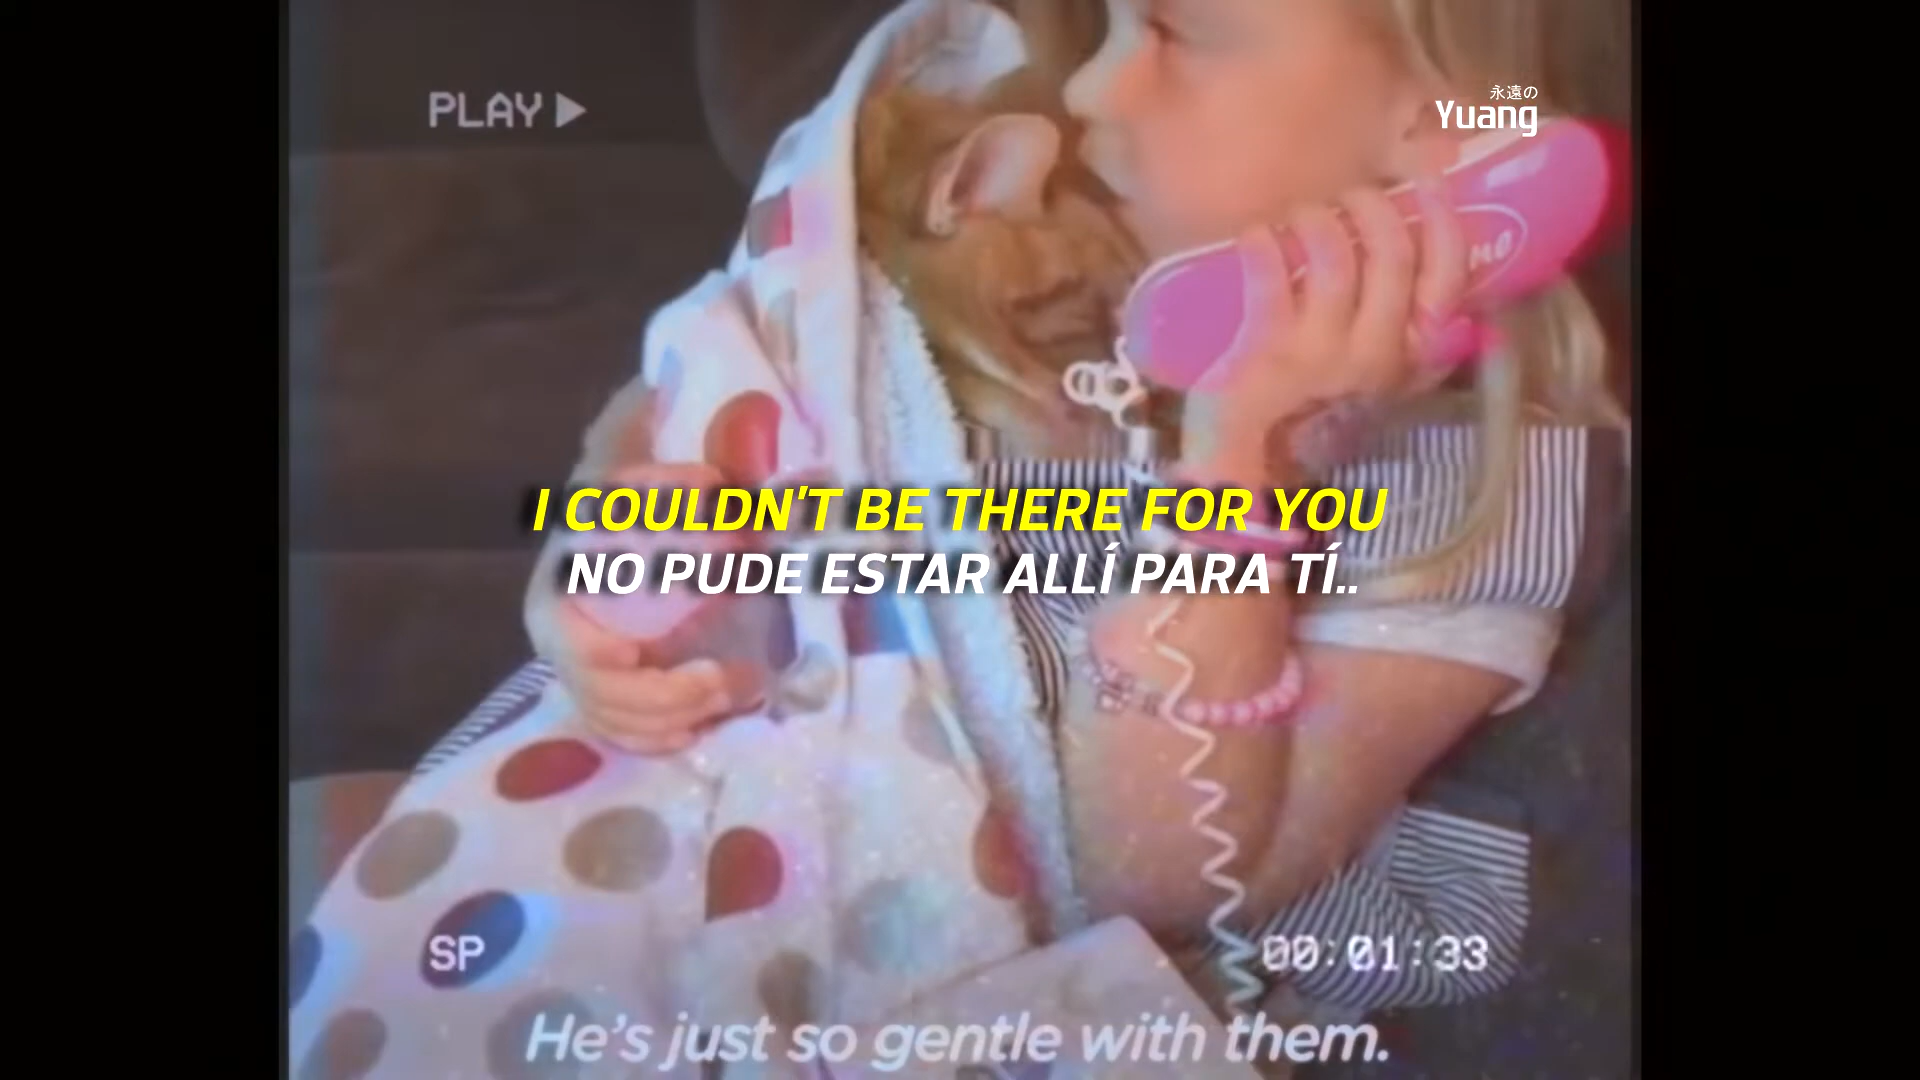 PLAY
永遠の
Yuang
I COULDN'T BE THERE FOR YOU
NO PUDE ESTAR ALLÍ PARA TÍ..
SP
00:01:33
He's just so gentle with them.